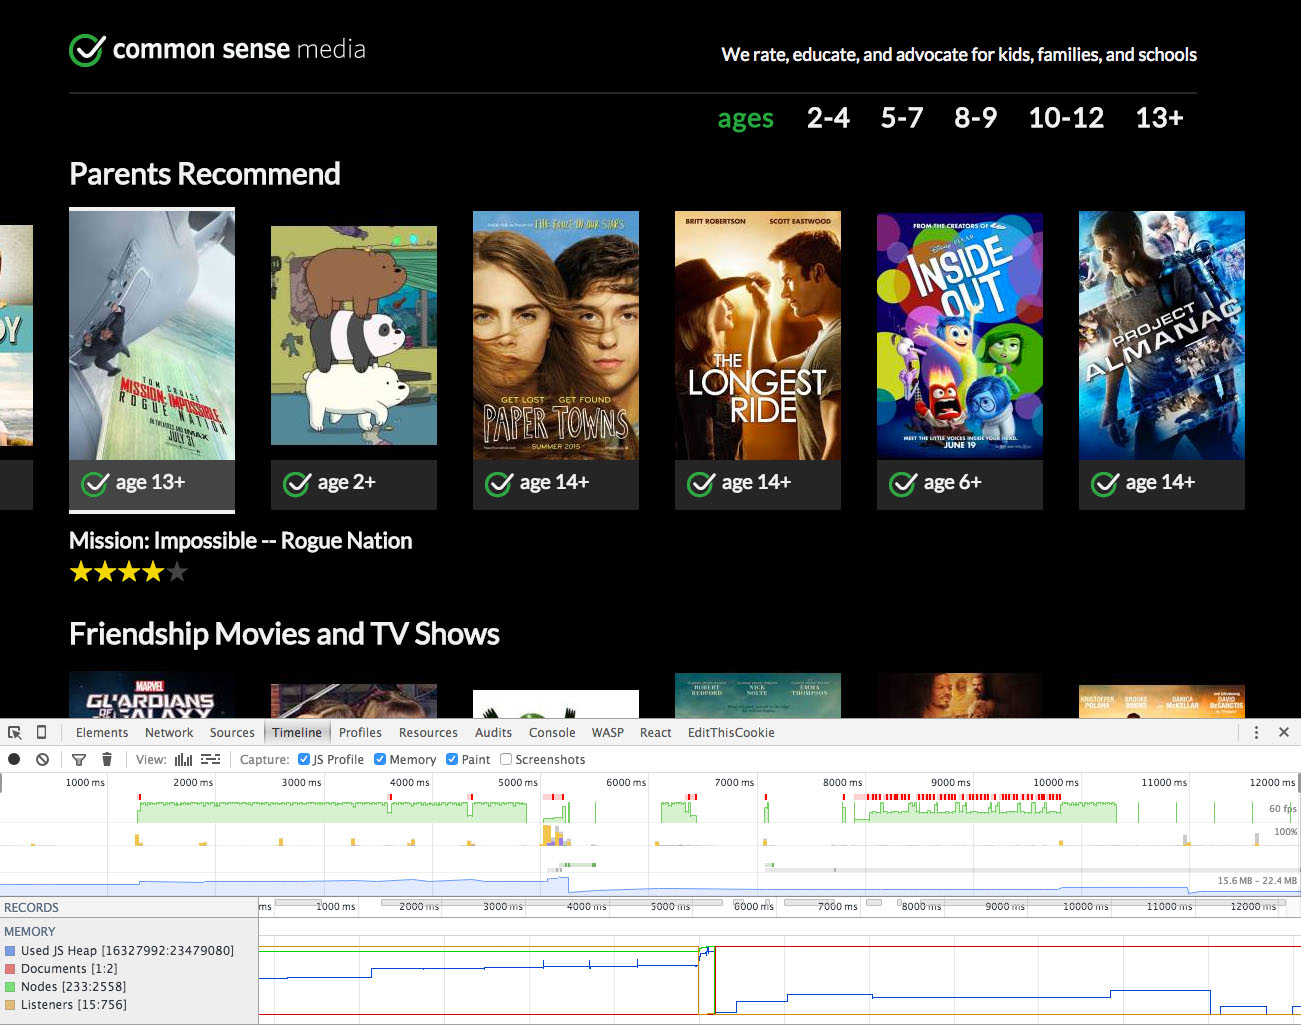 common sense media
We rate, educate, and advocate for kids, families, and schools
ages 2-4 5-7 8-9 10-12 13+
Parents Recommend
TOM CRUISE
MISSION: IMPOSSIBLE
ROGUE NATION
IN THEATRES AND IMAX
JULY 31
THE FAULT IN OUR STARS
GET LOST GET FOUND
PAPER TOWNS
SUMMER 2015
BRITT ROBERTSON SCOTT EASTWOOD
THE
LONGEST
RIDE
FROM THE CREATORS OF
Disney PIXAR
INSIDE
OUT
MEET THE LITTLE VOICES INSIDE YOUR HEAD.
JUNE 19
PROJECT
ALMANAC
age 13+ age 2+ age 14+ age 14+ age 6+ age 14+
Mission: Impossible -- Rogue Nation
Friendship Movies and TV Shows
MARVEL
GUARDIANS
OF THE GALAXY
ROBERT REDFORD NICK NOLTE EMMA THOMPSON
KRISTOFFER POLAHA BROOKE BURNS DANICA McKELLAR DAVID DeSANCTIS
Elements Network Sources Timeline Profiles Resources Audits Console WASP React EditThisCookie
View: Capture: JS Profile Memory Paint Screenshots
1000 ms 2000 ms 3000 ms 4000 ms 5000 ms 6000 ms 7000 ms 8000 ms 9000 ms 10000 ms 11000 ms 12000 ms
60 fps
100%
15.6 MB – 22.4 MB
RECORDS
ms 1000 ms 2000 ms 3000 ms 4000 ms 5000 ms 6000 ms 7000 ms 8000 ms 9000 ms 10000 ms 11000 ms 12000 ms
MEMORY
Used JS Heap [16327992:23479080]
Documents [1:2]
Nodes [233:2558]
Listeners [15:756]